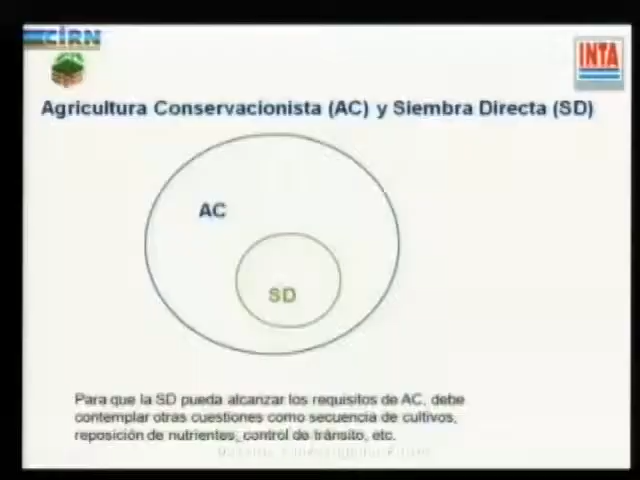 CIRN
INTA
Agricultura Conservacionista (AC) y Siembra Directa (SD)
AC
SD
Para que la SD pueda alcanzar los requisitos de AC, debe
contemplar otras cuestiones como secuencia de cultivos,
reposición de nutrientes, control de tránsito, etc.